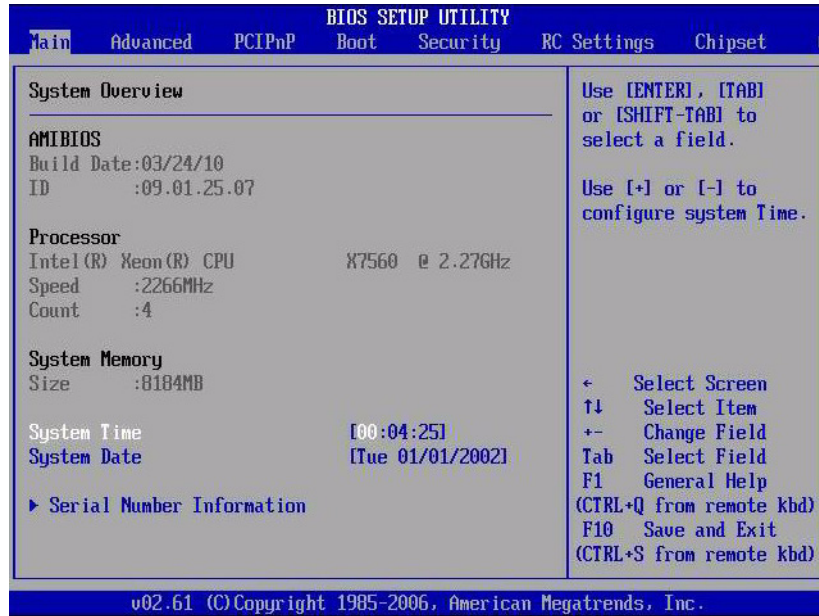 BIOS SETUP UTILITY
Main Advanced PCIPnP Boot Security RC Settings Chipset
System Overview
AMIBIOS
Build Date:03/24/10
ID :09.01.25.07
Processor
Intel(R) Xeon(R) CPU X7560 @ 2.27GHz
Speed :2266MHz
Count :4
System Memory
Size :8184MB
System Time [00:04:25]
System Date [Tue 01/01/2002]
▶ Serial Number Information
Use [ENTER], [TAB]
or [SHIFT-TAB] to
select a field.
Use [+] or [-] to
configure system Time.
← Select Screen
↑↓ Select Item
+- Change Field
Tab Select Field
F1 General Help
(CTRL+Q from remote kbd)
F10 Save and Exit
(CTRL+S from remote kbd)
v02.61 (C)Copyright 1985-2006, American Megatrends, Inc.